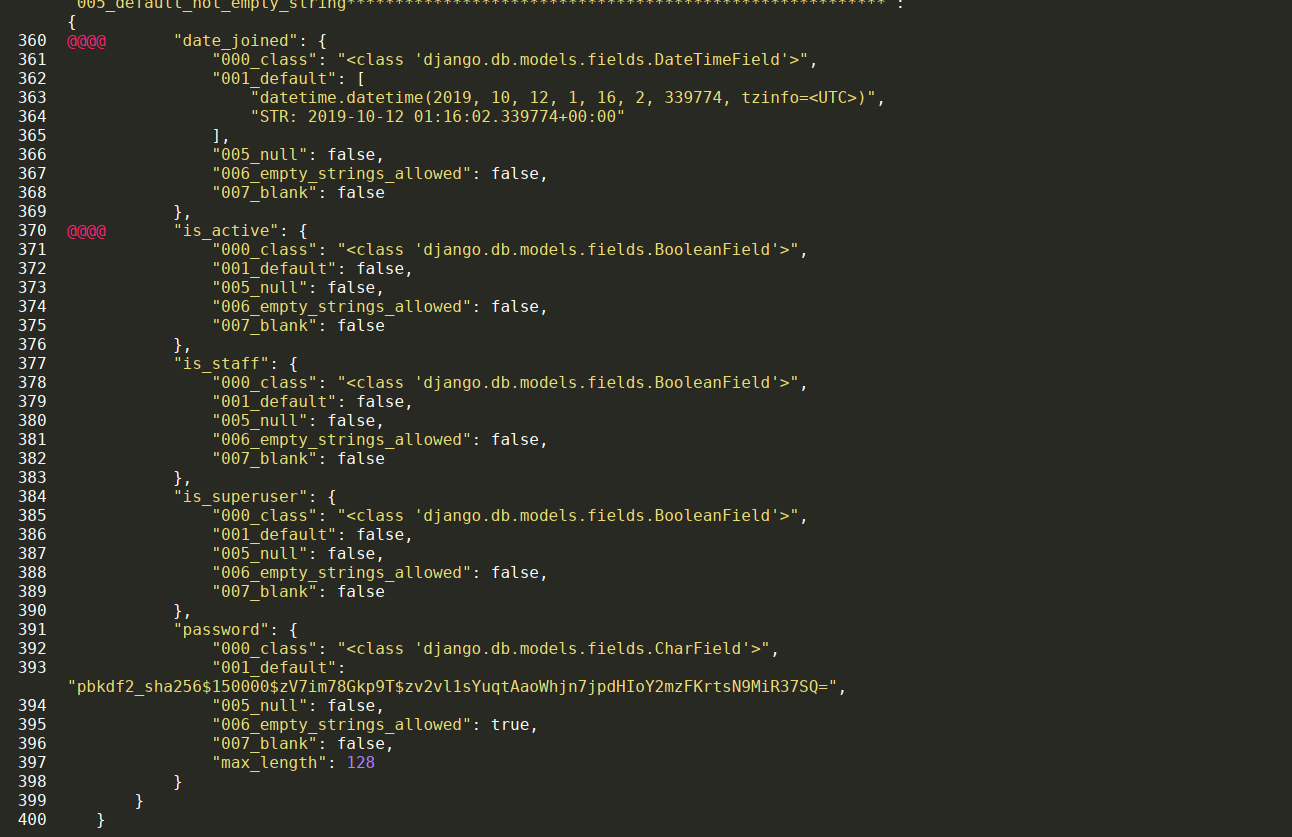 "005_default_not_empty_string********************************************************":
{
360 @@@@ "date_joined": {
361 "000_class": "<class 'django.db.models.fields.DateTimeField'>",
362 "001_default": [
363 "datetime.datetime(2019, 10, 12, 1, 16, 2, 339774, tzinfo=<UTC>)",
364 "STR: 2019-10-12 01:16:02.339774+00:00"
365 ],
366 "005_null": false,
367 "006_empty_strings_allowed": false,
368 "007_blank": false
369 },
370 @@@@ "is_active": {
371 "000_class": "<class 'django.db.models.fields.BooleanField'>",
372 "001_default": false,
373 "005_null": false,
374 "006_empty_strings_allowed": false,
375 "007_blank": false
376 },
377 "is_staff": {
378 "000_class": "<class 'django.db.models.fields.BooleanField'>",
379 "001_default": false,
380 "005_null": false,
381 "006_empty_strings_allowed": false,
382 "007_blank": false
383 },
384 "is_superuser": {
385 "000_class": "<class 'django.db.models.fields.BooleanField'>",
386 "001_default": false,
387 "005_null": false,
388 "006_empty_strings_allowed": false,
389 "007_blank": false
390 },
391 "password": {
392 "000_class": "<class 'django.db.models.fields.CharField'>",
393 "001_default":
"pbkdf2_sha256$150000$zV7im78Gkp9T$zv2vl1sYuqtAaoWhjn7jpdHIoY2mzFKrtsN9MiR37SQ=",
394 "005_null": false,
395 "006_empty_strings_allowed": true,
396 "007_blank": false,
397 "max_length": 128
398 }
399 }
400 }